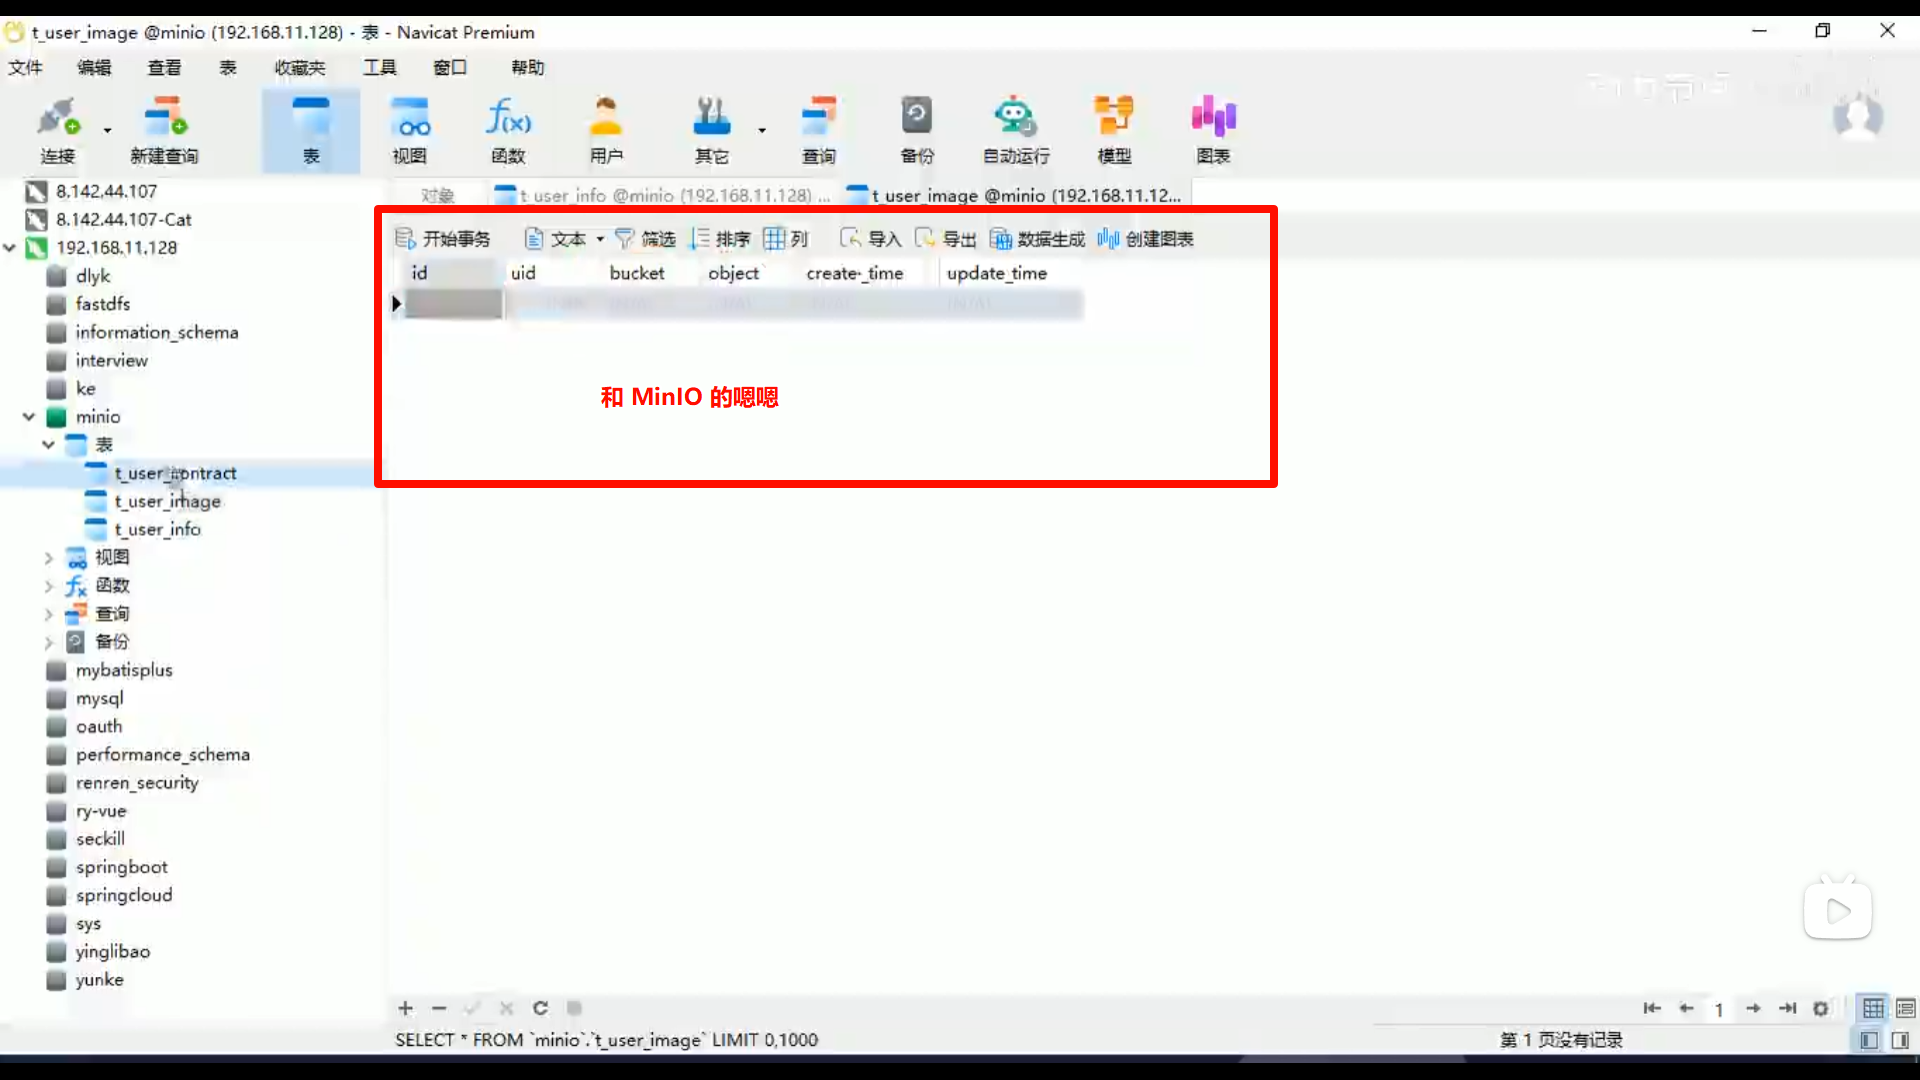 t_user_image @minio (192.168.11.128) - 表 - Navicat Premium
文件 编辑 查看 表 收藏夹 工具 窗口 帮助
连接 新建查询 表 视图 函数 用户 其它 查询 备份 自动运行 模型 图表
对象 t_user_info @minio (192.168.11.128) ... t_user_image @minio (192.168.11.12...
开始事务 文本 筛选 排序 列 导入 导出 数据生成 创建图表
id uid bucket object create_time update_time
和 MinIO 的嗯嗯
8.142.44.107
8.142.44.107-Cat
192.168.11.128
dlyk
fastdfs
information_schema
interview
ke
minio
表
t_user_contract
t_user_image
t_user_info
视图
函数
查询
备份
mybatisplus
mysql
oauth
performance_schema
renren_security
ry-vue
seckill
springboot
springcloud
sys
yinglibao
yunke
1
SELECT * FROM `minio`.`t_user_image` LIMIT 0,1000
第 1 页没有记录